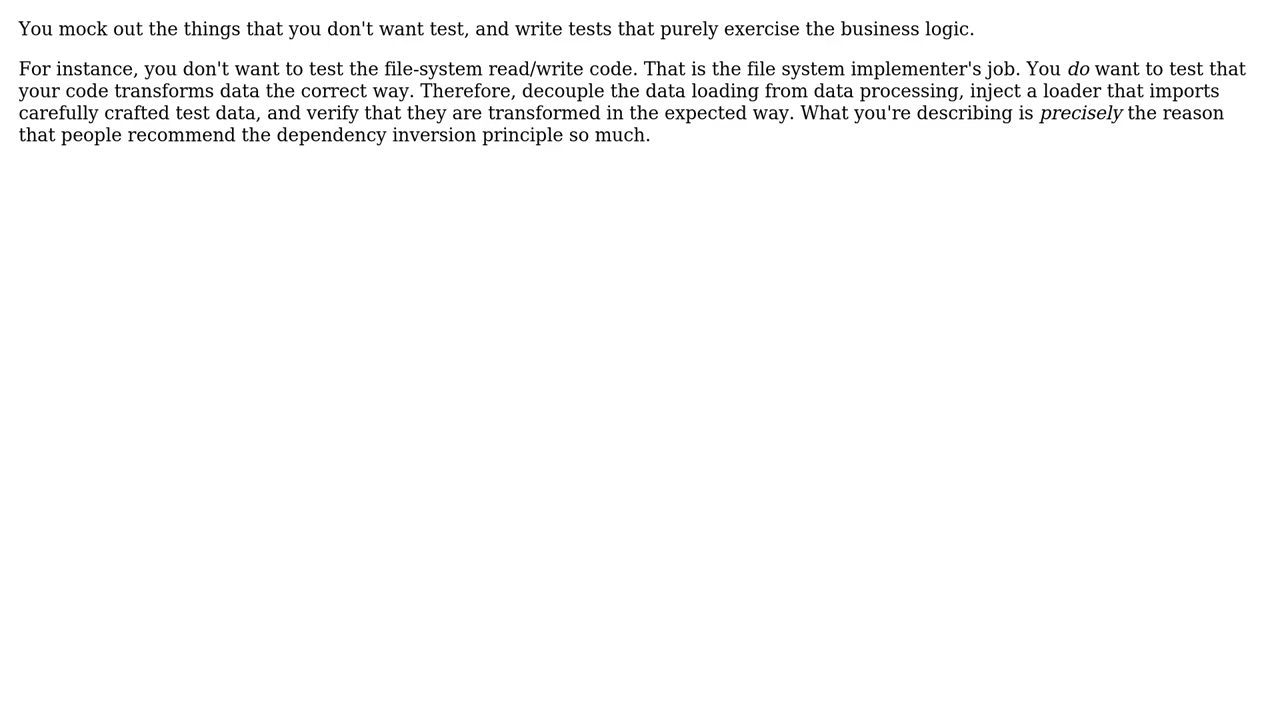 You mock out the things that you don't want test, and write tests that purely exercise the business logic.
For instance, you don't want to test the file-system read/write code. That is the file system implementer's job. You do want to test that
your code transforms data the correct way. Therefore, decouple the data loading from data processing, inject a loader that imports
carefully crafted test data, and verify that they are transformed in the expected way. What you're describing is precisely the reason
that people recommend the dependency inversion principle so much.